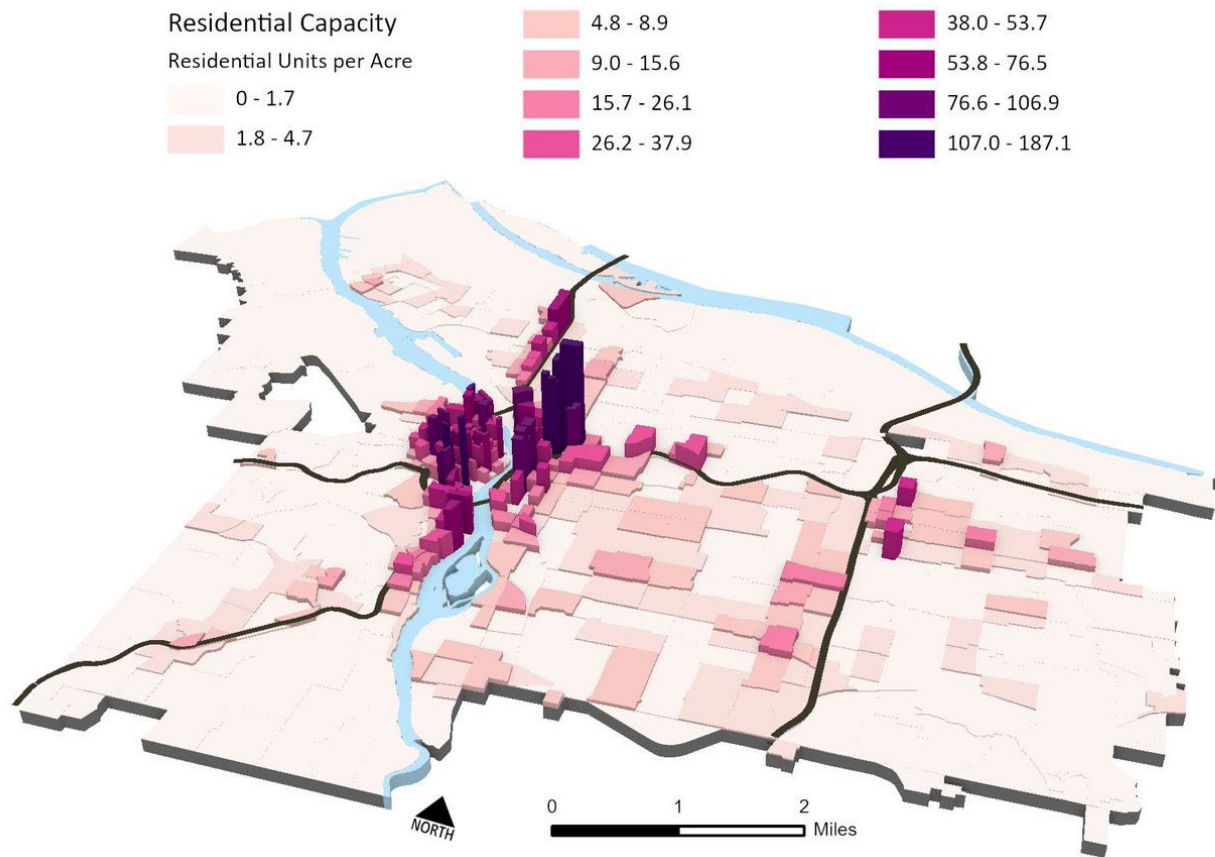 Residential Capacity
Residential Units per Acre
0 - 1.7
1.8 - 4.7
4.8 - 8.9
9.0 - 15.6
15.7 - 26.1
26.2 - 37.9
38.0 - 53.7
53.8 - 76.5
76.6 - 106.9
107.0 - 187.1
NORTH
0 1 2
Miles